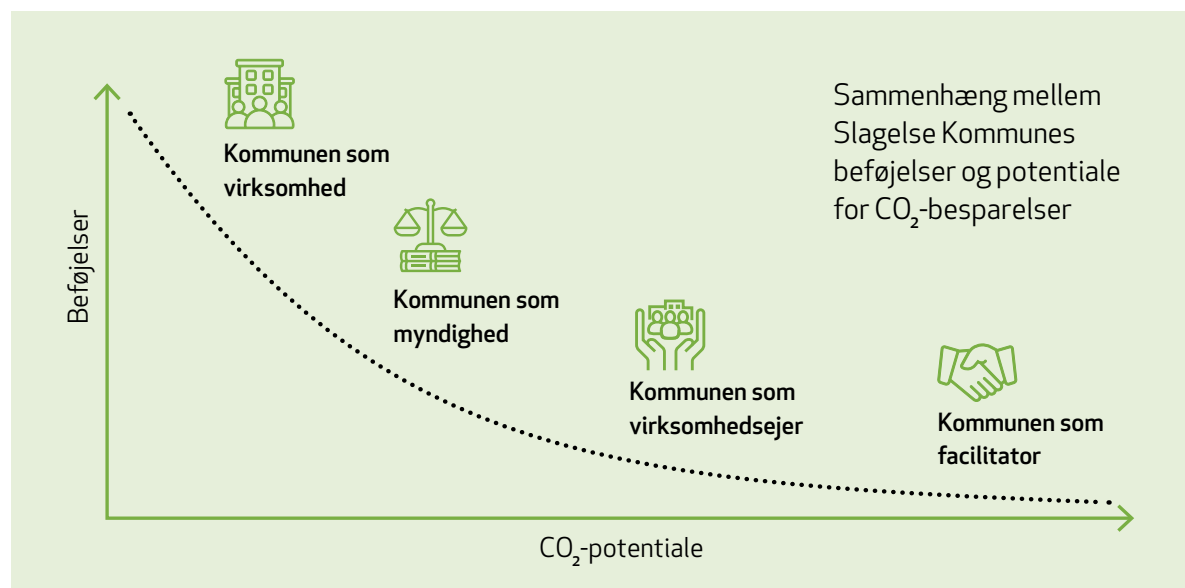 Sammenhæng mellem
Slagelse Kommunes
beføjelser og potentiale
for CO₂-besparelser
Beføjelser
Kommunen som
virksomhed
Kommunen som
myndighed
Kommunen som
virksomhedsejer
Kommunen som
facilitator
CO₂-potentiale